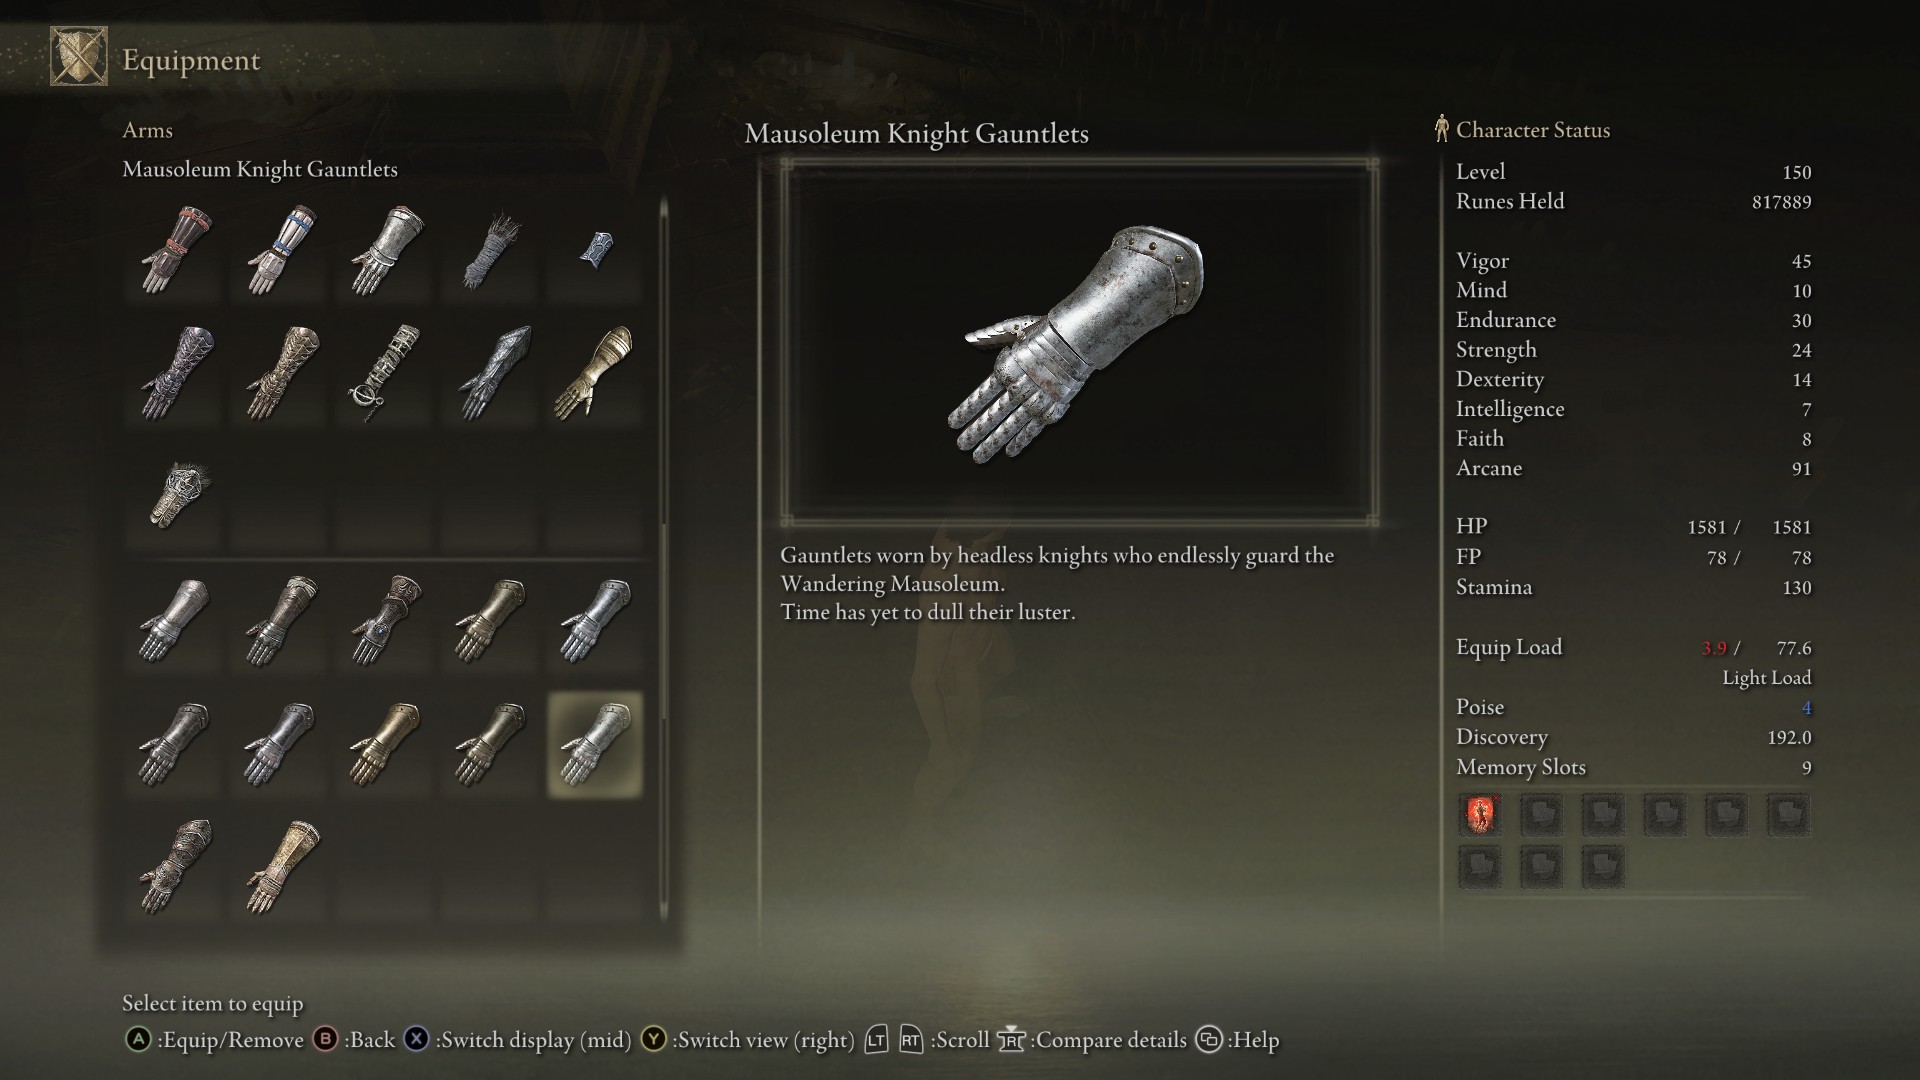 Equipment
Arms
Mausoleum Knight Gauntlets
Mausoleum Knight Gauntlets
Gauntlets worn by headless knights who endlessly guard the
Wandering Mausoleum.
Time has yet to dull their luster.
Character Status
Level 150
Runes Held 817889
Vigor 45
Mind 10
Endurance 30
Strength 24
Dexterity 14
Intelligence 7
Faith 8
Arcane 91
HP 1581 / 1581
FP 78 / 78
Stamina 130
Equip Load 3.9 / 77.6
Light Load
Poise 4
Discovery 192.0
Memory Slots 9
Select item to equip
A :Equip/Remove B :Back X :Switch display (mid) Y :Switch view (right) LT RT :Scroll R :Compare details :Help